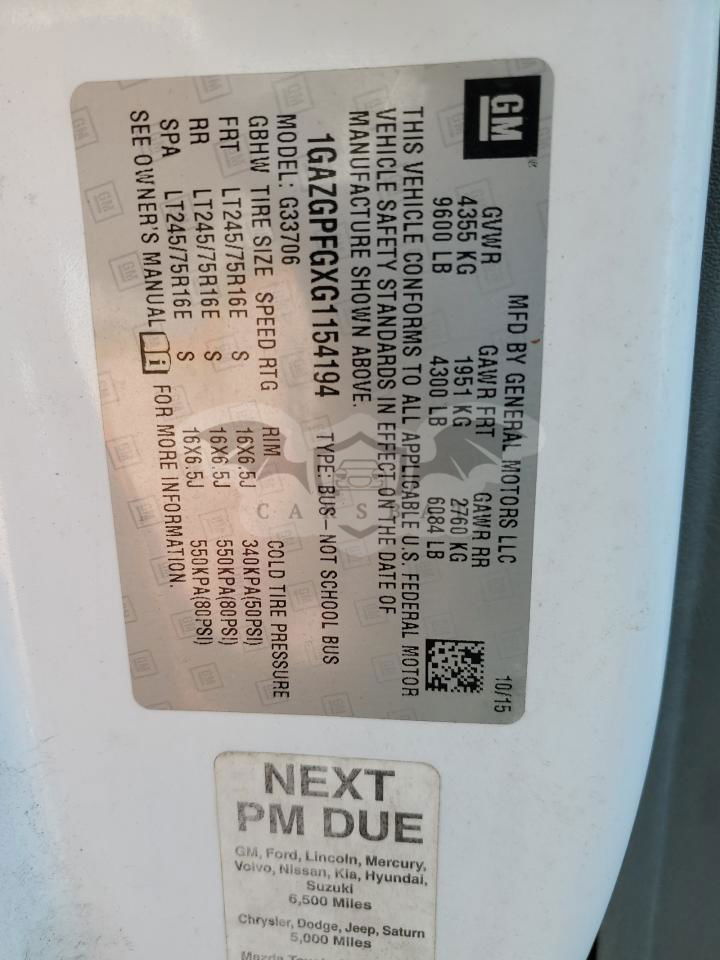 GM
MFD BY GENERAL MOTORS LLC 10/15
GVWR GAWR FRT GAWR RR
4355 KG 1951 KG 2760 KG
9600 LB 4300 LB 6084 LB
THIS VEHICLE CONFORMS TO ALL APPLICABLE U.S. FEDERAL MOTOR
VEHICLE SAFETY STANDARDS IN EFFECT ON THE DATE OF
MANUFACTURE SHOWN ABOVE.
1GAZGPFGXG1154194 TYPE: BUS-NOT SCHOOL BUS
MODEL: G33706
GBHW TIRE SIZE SPEED RTG RIM COLD TIRE PRESSURE
FRT LT245/75R16E S 16X6.5J 340KPA(50PSI)
RR LT245/75R16E S 16X6.5J 550KPA(80PSI)
SPA LT245/75R16E S 16X6.5J 550KPA(80PSI)
SEE OWNER'S MANUAL i FOR MORE INFORMATION.
NEXT
PM DUE
GM, Ford, Lincoln, Mercury,
Volvo, Nissan, Kia, Hyundai,
Suzuki
6,500 Miles
Chrysler, Dodge, Jeep, Saturn
5,000 Miles